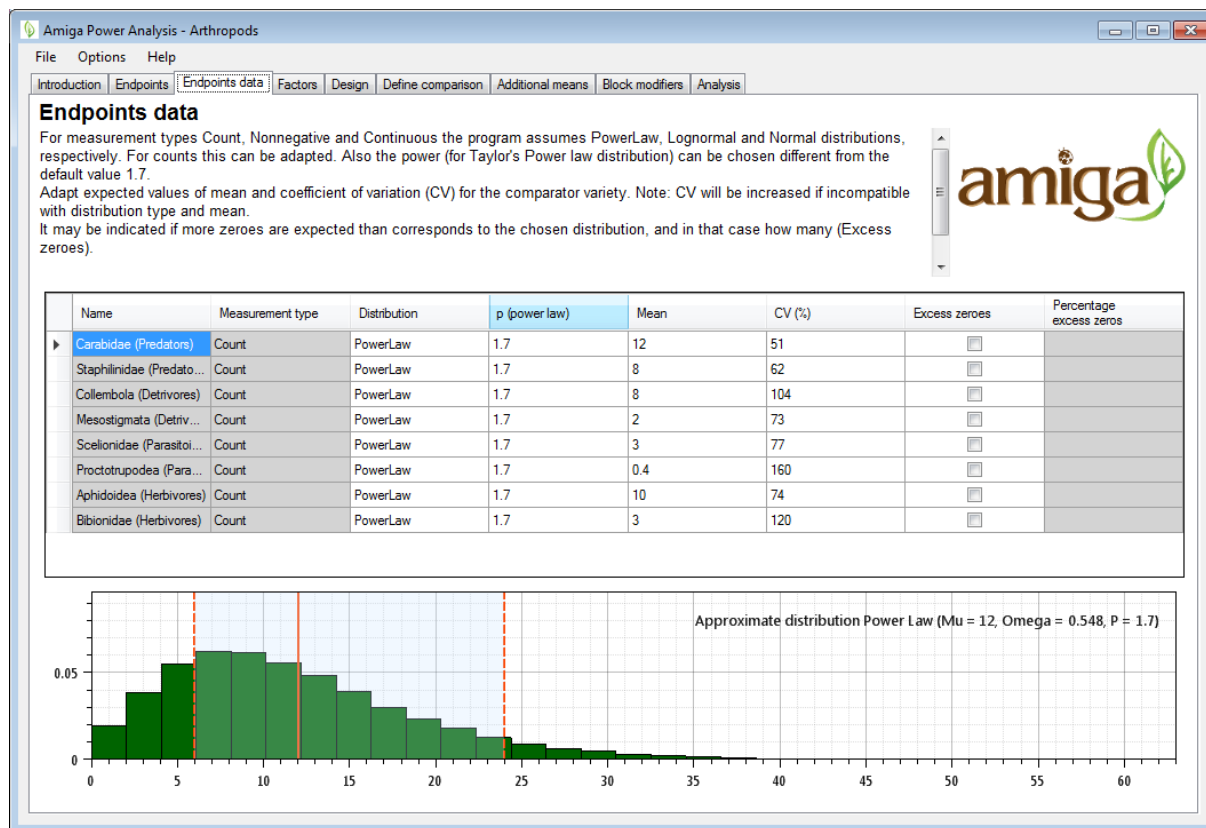 Amiga Power Analysis - Arthropods
File Options Help
Introduction Endpoints Endpoints data Factors Design Define comparison Additional means Block modifiers Analysis
Endpoints data
For measurement types Count, Nonnegative and Continuous the program assumes PowerLaw, Lognormal and Normal distributions,
respectively. For counts this can be adapted. Also the power (for Taylor's Power law distribution) can be chosen different from the
default value 1.7.
Adapt expected values of mean and coefficient of variation (CV) for the comparator variety. Note: CV will be increased if incompatible
with distribution type and mean.
It may be indicated if more zeroes are expected than corresponds to the chosen distribution, and in that case how many (Excess
zeroes).
amiga
Name Measurement type Distribution p (power law) Mean CV (%) Excess zeroes Percentage
excess zeros
Carabidae (Predators) Count PowerLaw 1.7 12 51
Staphilinidae (Predato... Count PowerLaw 1.7 8 62
Collembola (Detrivores) Count PowerLaw 1.7 8 104
Mesostigmata (Detriv... Count PowerLaw 1.7 2 73
Scelionidae (Parasitoi... Count PowerLaw 1.7 3 77
Proctotrupodea (Para... Count PowerLaw 1.7 0.4 160
Aphidoidea (Herbivores) Count PowerLaw 1.7 10 74
Bibionidae (Herbivores) Count PowerLaw 1.7 3 120
Approximate distribution Power Law (Mu = 12, Omega = 0.548, P = 1.7)
0.05
0
0 5 10 15 20 25 30 35 40 45 50 55 60